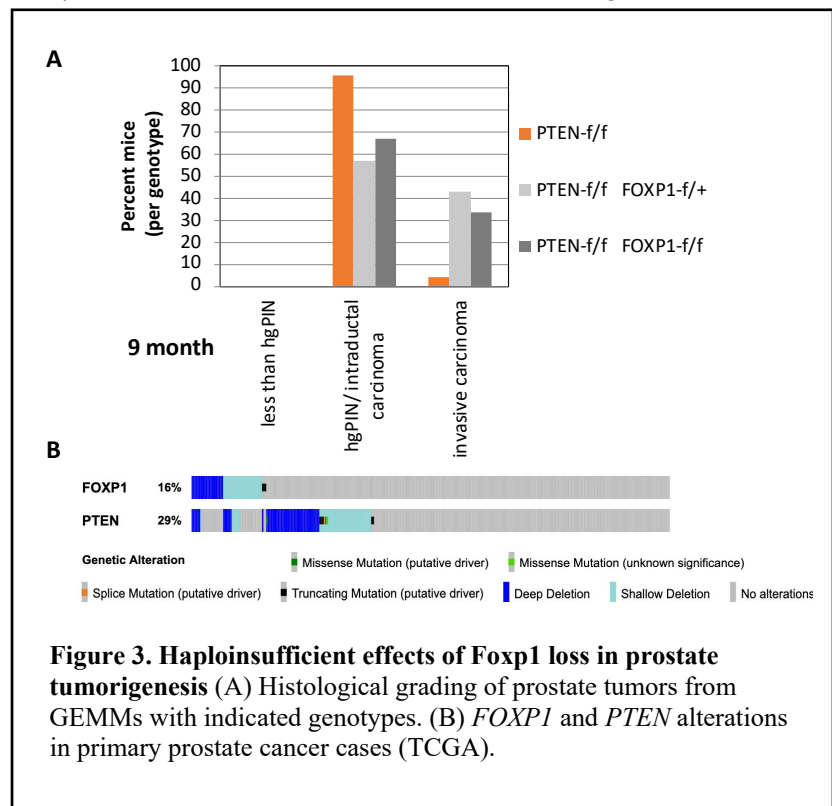 A
100
90
80
70
60
50
40
30
20
10
0
Percent mice
(per genotype)
PTEN-f/f
PTEN-f/f FOXP1-f/+
PTEN-f/f FOXP1-f/f
9 month
less than hgPIN
hgPIN/ intraductal
carcinoma
invasive carcinoma
B
FOXP1 16%
PTEN 29%
Genetic Alteration
Missense Mutation (putative driver)
Missense Mutation (unknown significance)
Splice Mutation (putative driver)
Truncating Mutation (putative driver)
Deep Deletion
Shallow Deletion
No alterations
Figure 3. Haploinsufficient effects of Foxp1 loss in prostate
tumorigenesis (A) Histological grading of prostate tumors from
GEMMs with indicated genotypes. (B) FOXP1 and PTEN alterations
in primary prostate cancer cases (TCGA).